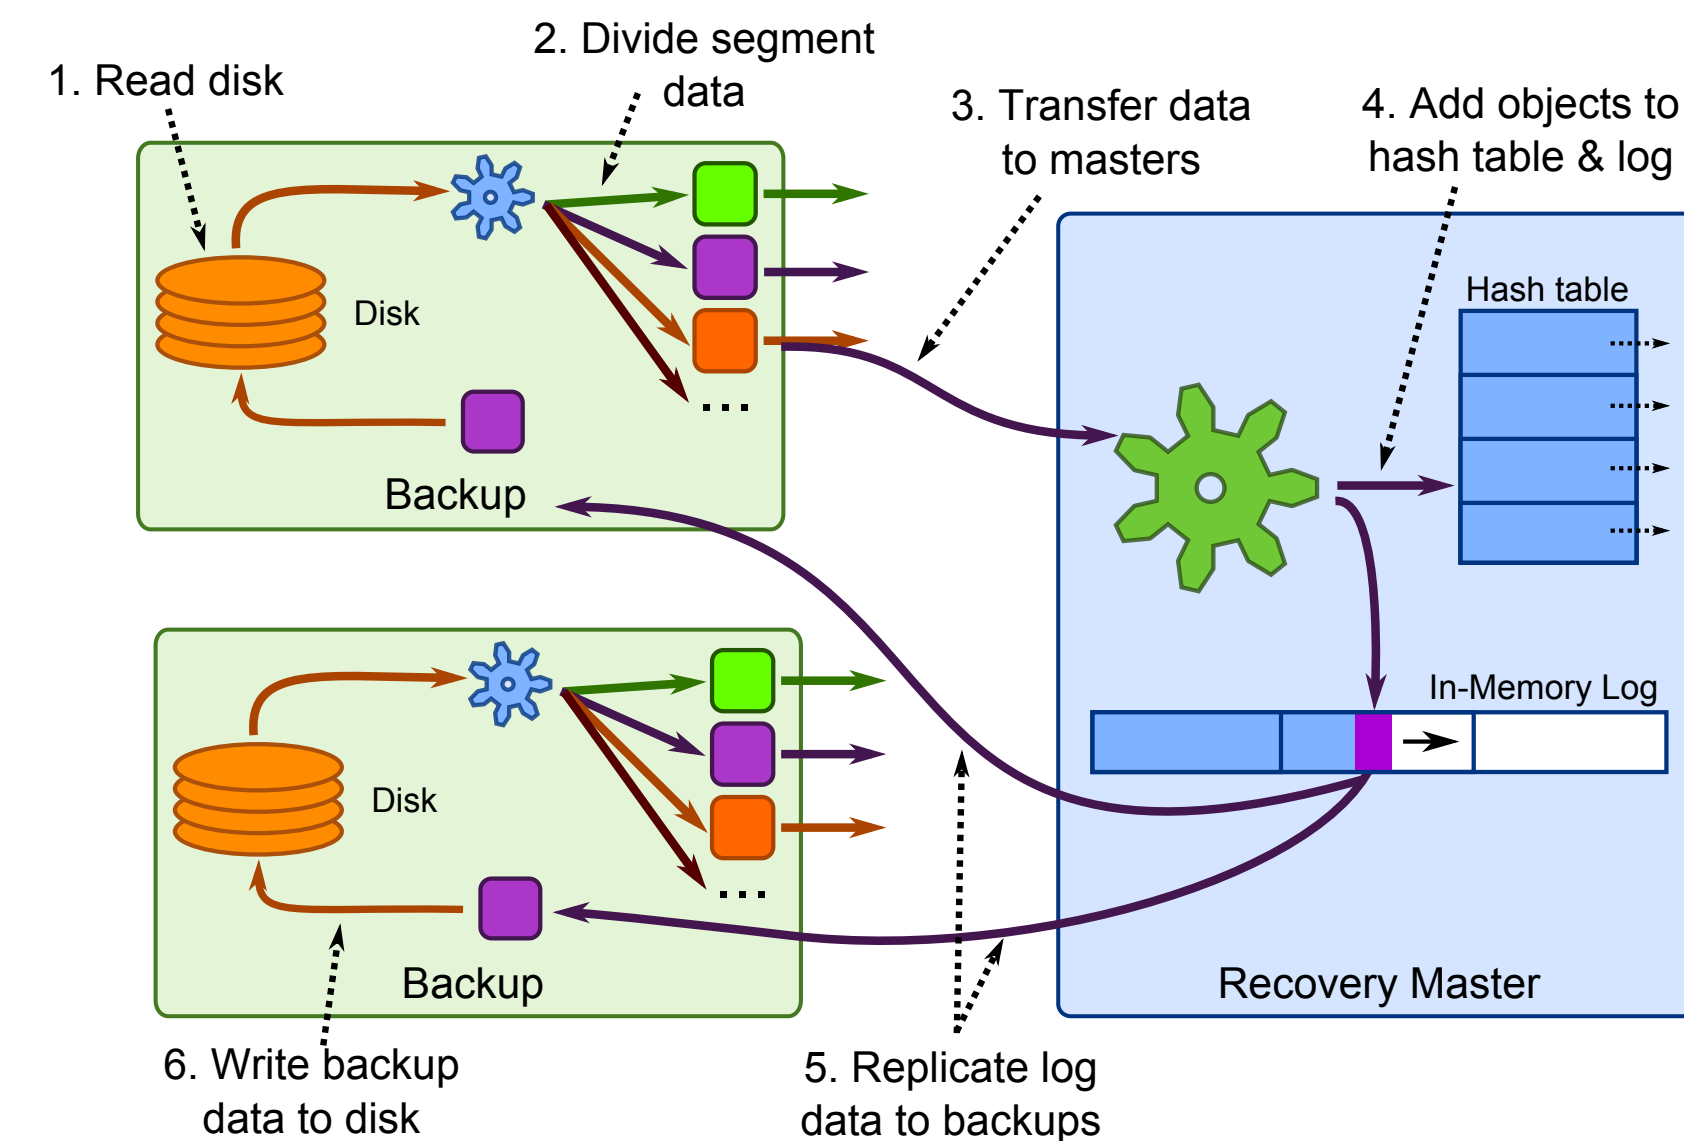 1. Read disk
2. Divide segment
data
3. Transfer data
to masters
4. Add objects to
hash table & log
Disk
...
Backup
Hash table
In-Memory Log
Recovery Master
Disk
...
Backup
6. Write backup
data to disk
5. Replicate log
data to backups